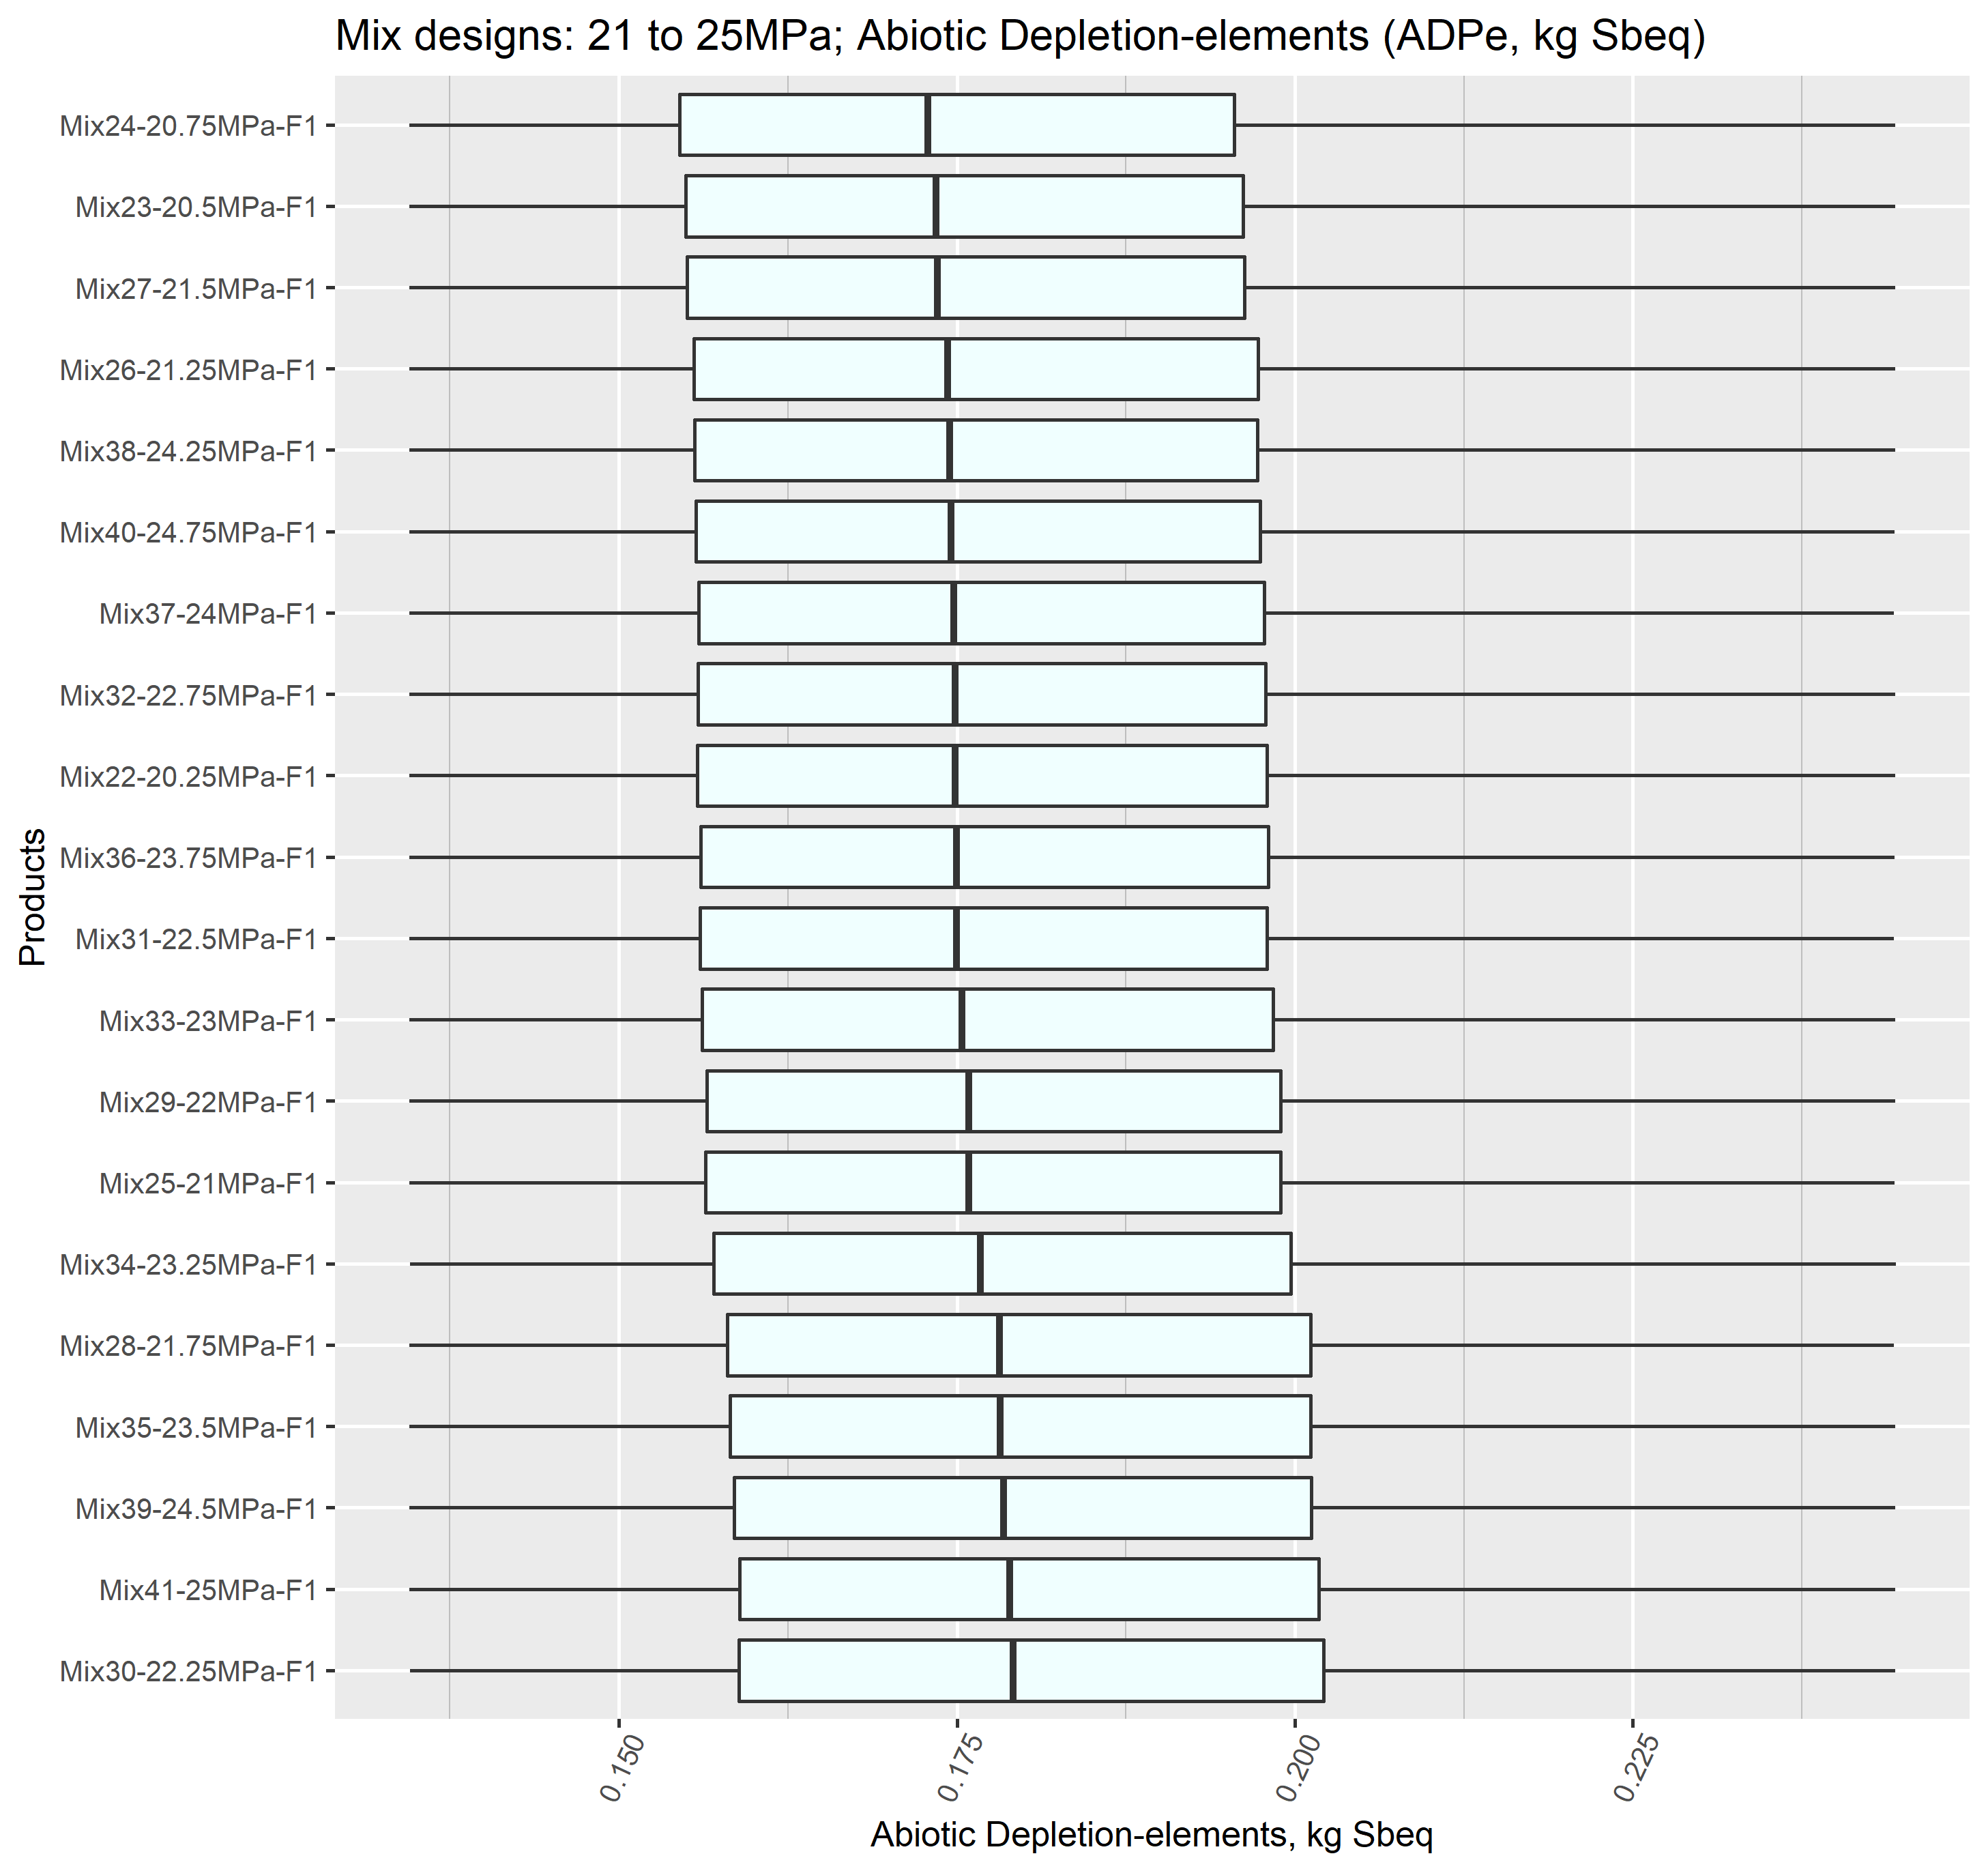 Mix designs: 21 to 25MPa; Abiotic Depletion-elements (ADPe, kg Sbeq)
Products
Mix24-20.75MPa-F1
Mix23-20.5MPa-F1
Mix27-21.5MPa-F1
Mix26-21.25MPa-F1
Mix38-24.25MPa-F1
Mix40-24.75MPa-F1
Mix37-24MPa-F1
Mix32-22.75MPa-F1
Mix22-20.25MPa-F1
Mix36-23.75MPa-F1
Mix31-22.5MPa-F1
Mix33-23MPa-F1
Mix29-22MPa-F1
Mix25-21MPa-F1
Mix34-23.25MPa-F1
Mix28-21.75MPa-F1
Mix35-23.5MPa-F1
Mix39-24.5MPa-F1
Mix41-25MPa-F1
Mix30-22.25MPa-F1
0.150 0.175 0.200 0.225
Abiotic Depletion-elements, kg Sbeq